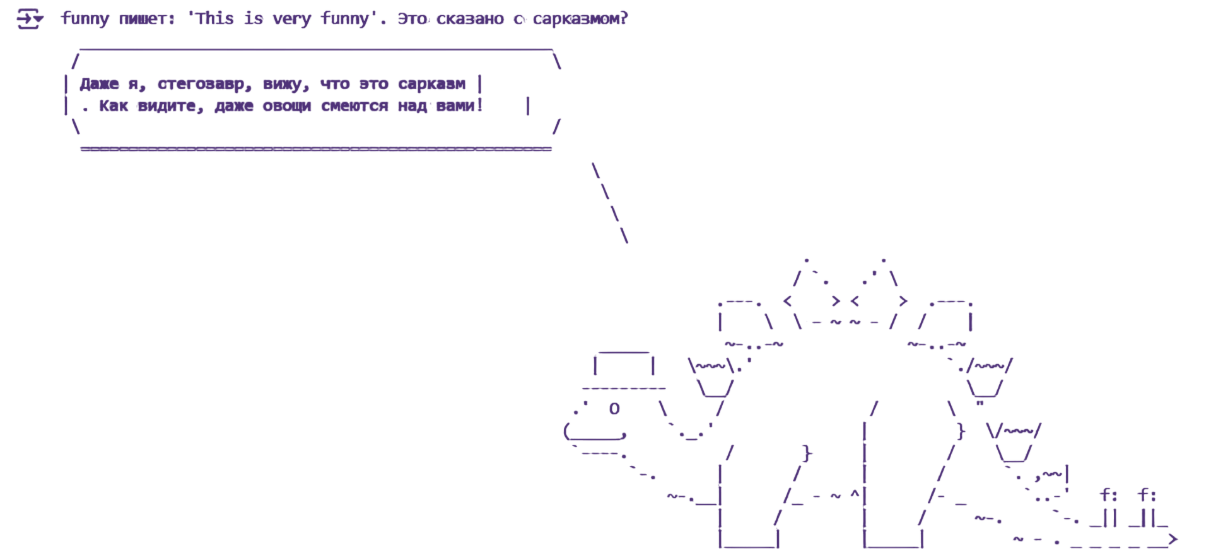 funny пишет: 'This is very funny'. Это сказано с сарказмом?
Даже я, стегозавр, вижу, что это сарказм
. Как видите, даже овощи смеются над вами!